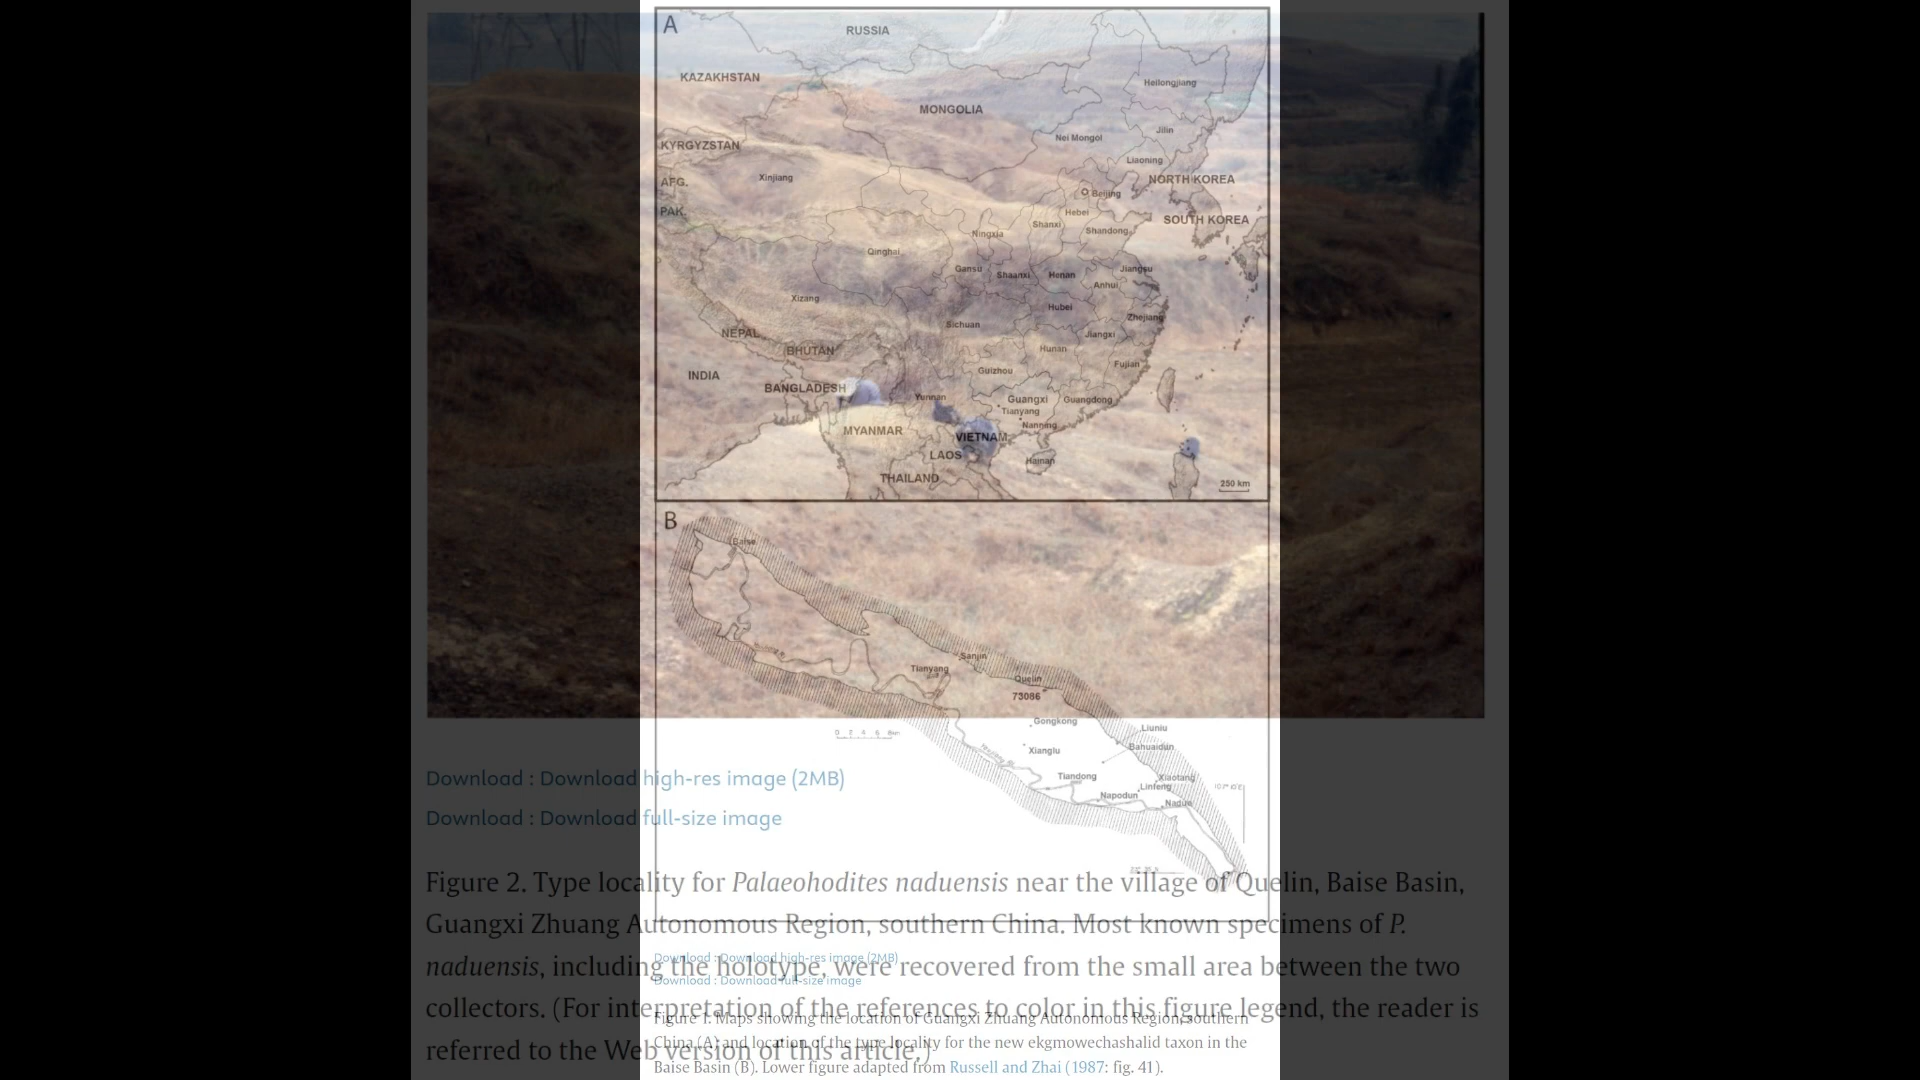 A
RUSSIA
KAZAKHSTAN
Heilongjiang
MONGOLIA
Jilin
Nei Mongol
KYRGYZSTAN
Liaoning
Xinjiang
NORTH KOREA
AFG.
Beijing
PAK.
Hebei
SOUTH KOREA
Shanxi
Shandong
Ningxia
Qinghai
Gansu
Shaanxi
Henan
Jiangsu
Anhui
Xizang
Hubei
Zhejiang
Sichuan
NEPAL
Jiangxi
BHUTAN
Hunan
Fujian
INDIA
Guizhou
BANGLADESH
Yunnan
Guangxi
Guangdong
Tianyang
Nanning
MYANMAR
VIETNAM
LAOS
Hainan
THAILAND
250 km
B
Baise
Sanjin
Tianyang
Quelin
73086
Gongkong
Liuniu
0 2 4 6 8km
Bahuaidun
Xianglu
Tiandong
Xiaotang
Linfeng
Napodun
Nadun
Download : Download high-res image (2MB)
Download : Download full-size image
Figure 2. Type locality for Palaeohodites naduensis near the village of Quelin, Baise Basin,
Guangxi Zhuang Autonomous Region, southern China. Most known specimens of P.
naduensis, including the holotype, were recovered from the small area between the two
collectors. (For interpretation of the references to color in this figure legend, the reader is
referred to the Web version of this article.)
Download : Download high-res image (2MB)
Download : Download full-size image
Figure 1. Maps showing the location of Guangxi Zhuang Autonomous Region, southern
China (A) and location of the type locality for the new ekgmowechashalid taxon in the
Baise Basin (B). Lower figure adapted from Russell and Zhai (1987: fig. 41).